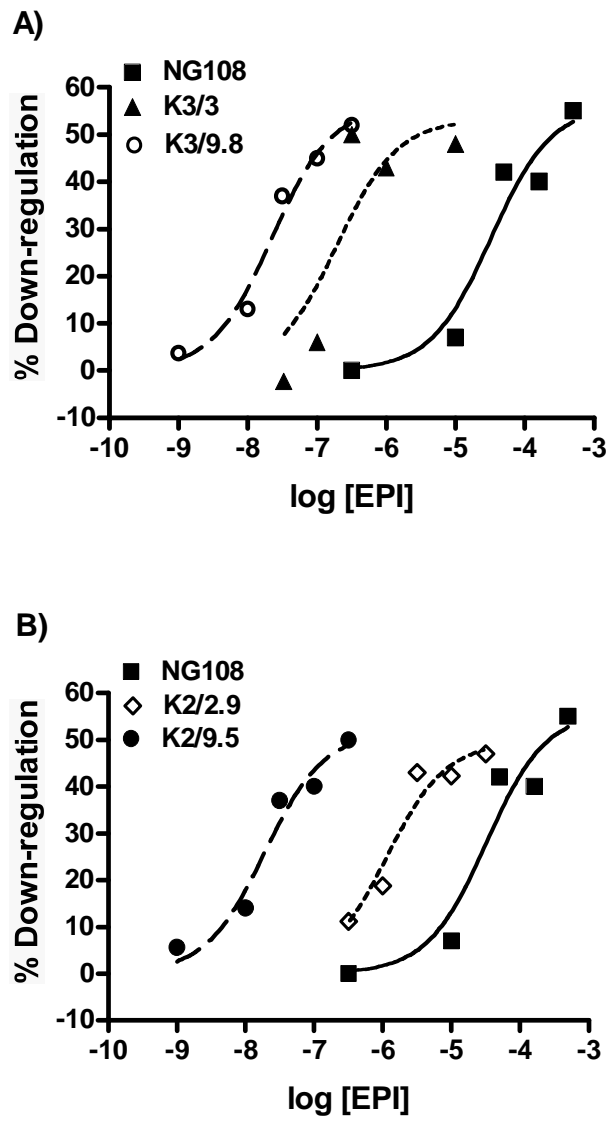 A)
NG108
K3/3
K3/9.8
% Down-regulation
60
50
40
30
20
10
0
-10
-10 -9 -8 -7 -6 -5 -4 -3
log [EPI]
B)
NG108
K2/2.9
K2/9.5
% Down-regulation
60
50
40
30
20
10
0
-10
-10 -9 -8 -7 -6 -5 -4 -3
log [EPI]